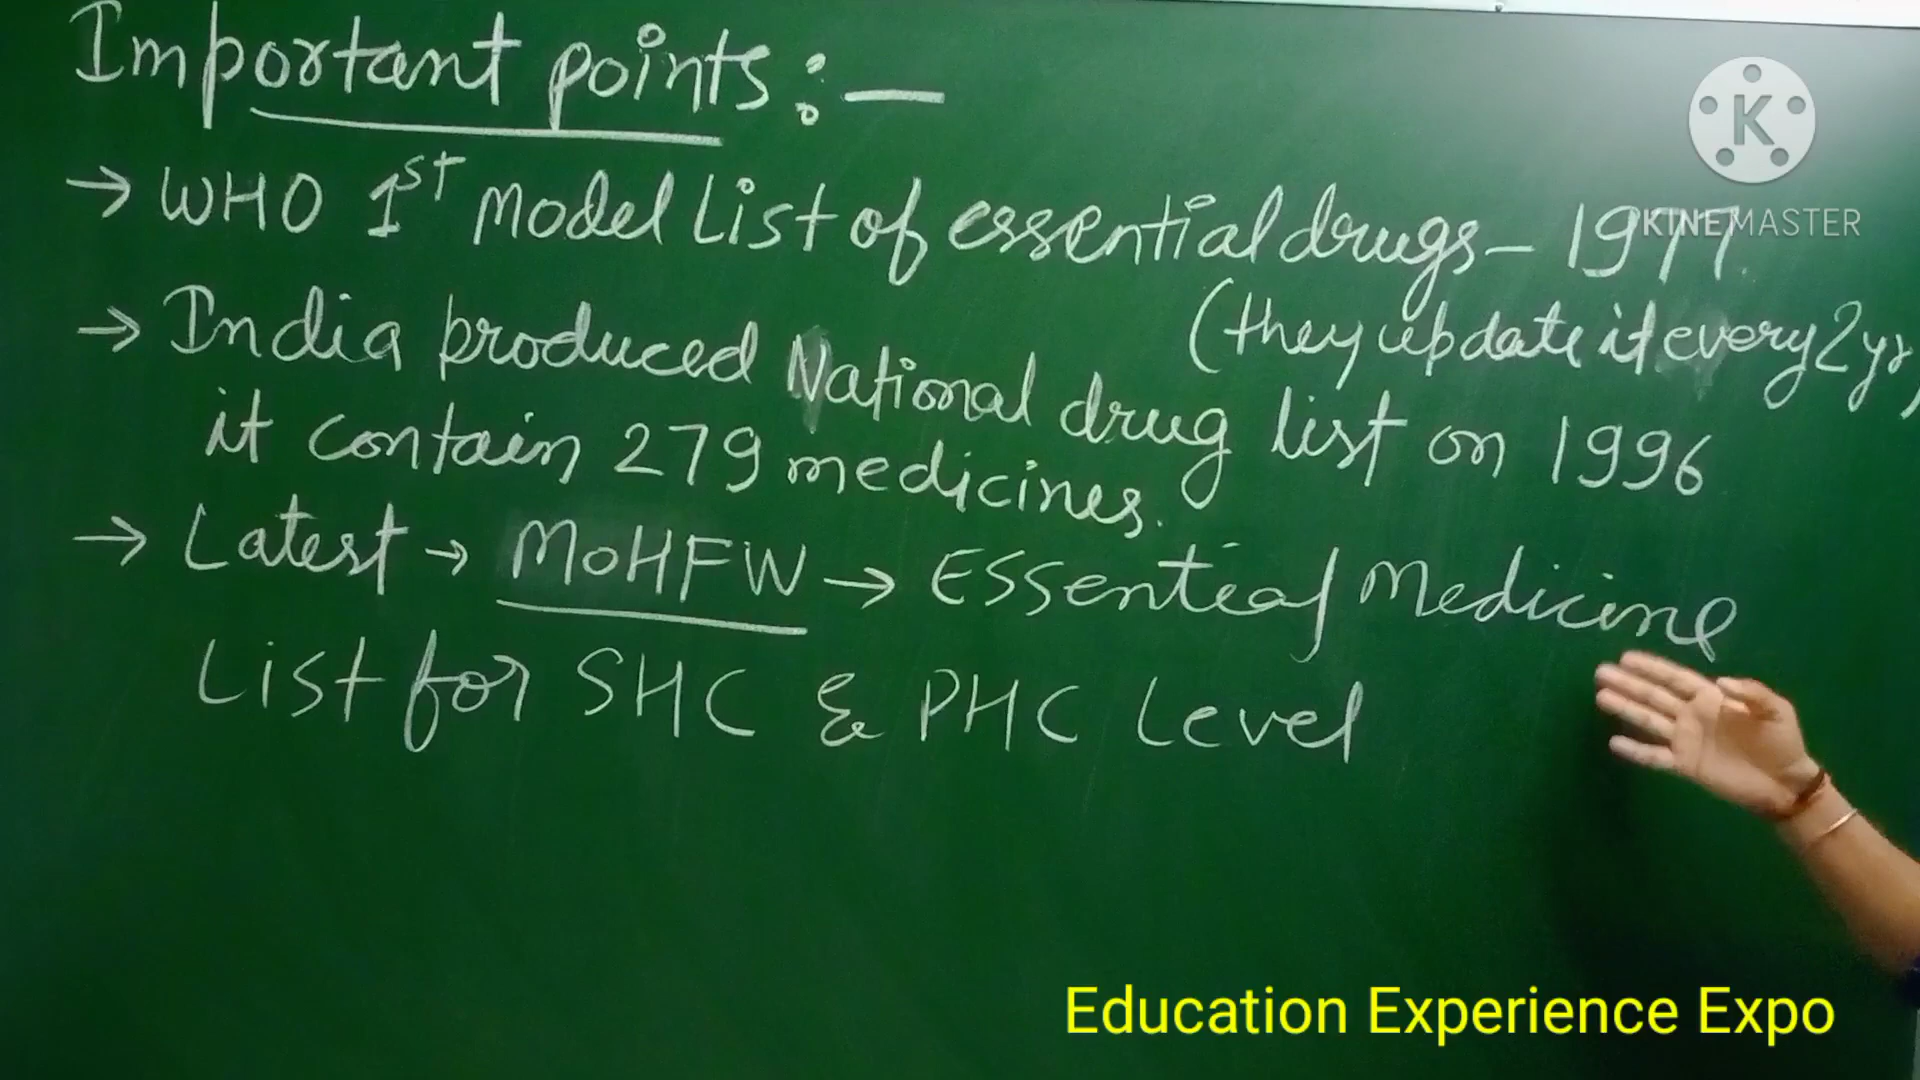 Important points:—
→ WHO 1st Model List of essential drugs – 1977.
(they update it every 2 yr)
→ India produced National drug list on 1996
it contain 279 medicines.
→ Latest → MoHFW → Essential Medicine
List for SHC & PHC Level
K
KINEMASTER
Education Experience Expo